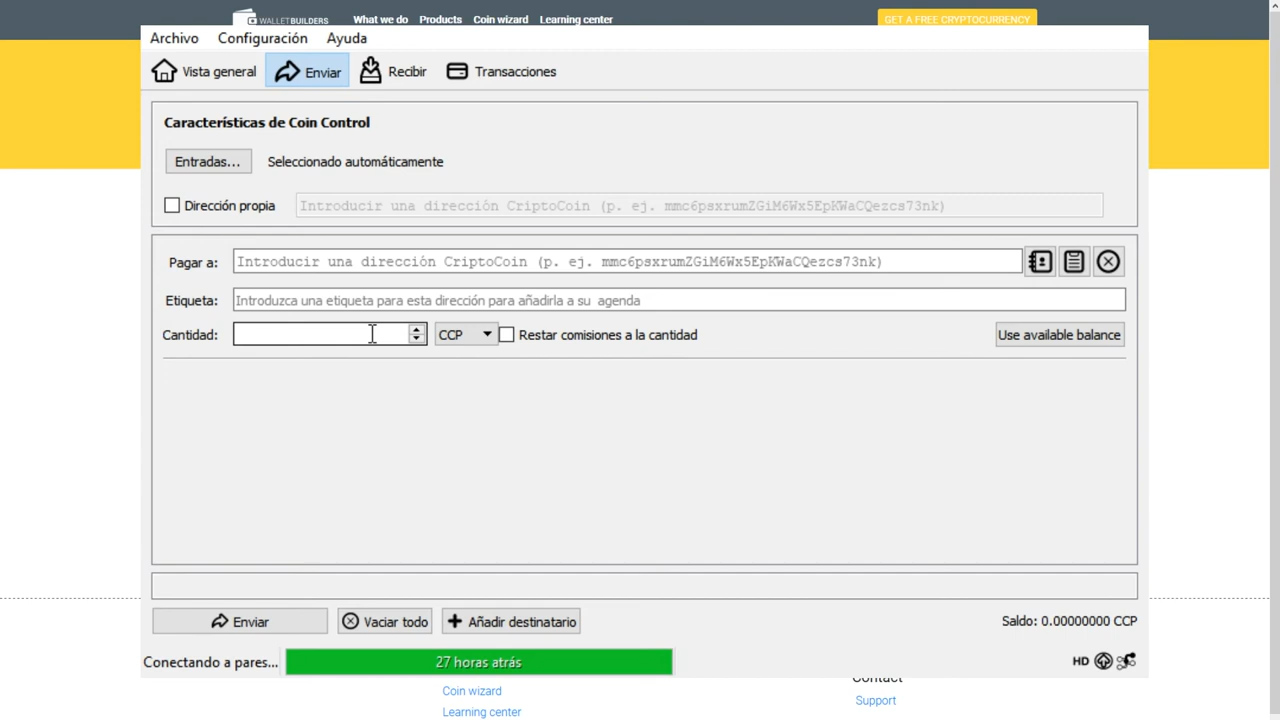 WALLETBUILDERS What we do Products Coin wizard Learning center GET A FREE CRYPTOCURRENCY
Archivo Configuración Ayuda
Vista general Enviar Recibir Transacciones
Características de Coin Control
Entradas... Seleccionado automáticamente
Dirección propia Introducir una dirección CriptoCoin (p. ej. mmc6psxrumZGiM6Wx5EpKWaCQezcs73nk)
Pagar a: Introducir una dirección CriptoCoin (p. ej. mmc6psxrumZGiM6Wx5EpKWaCQezcs73nk)
Etiqueta: Introduzca una etiqueta para esta dirección para añadirla a su agenda
Cantidad: CCP Restar comisiones a la cantidad Use available balance
Enviar Vaciar todo Añadir destinatario Saldo: 0.00000000 CCP
Conectando a pares... 27 horas atrás HD
Contact
Coin wizard Support
Learning center